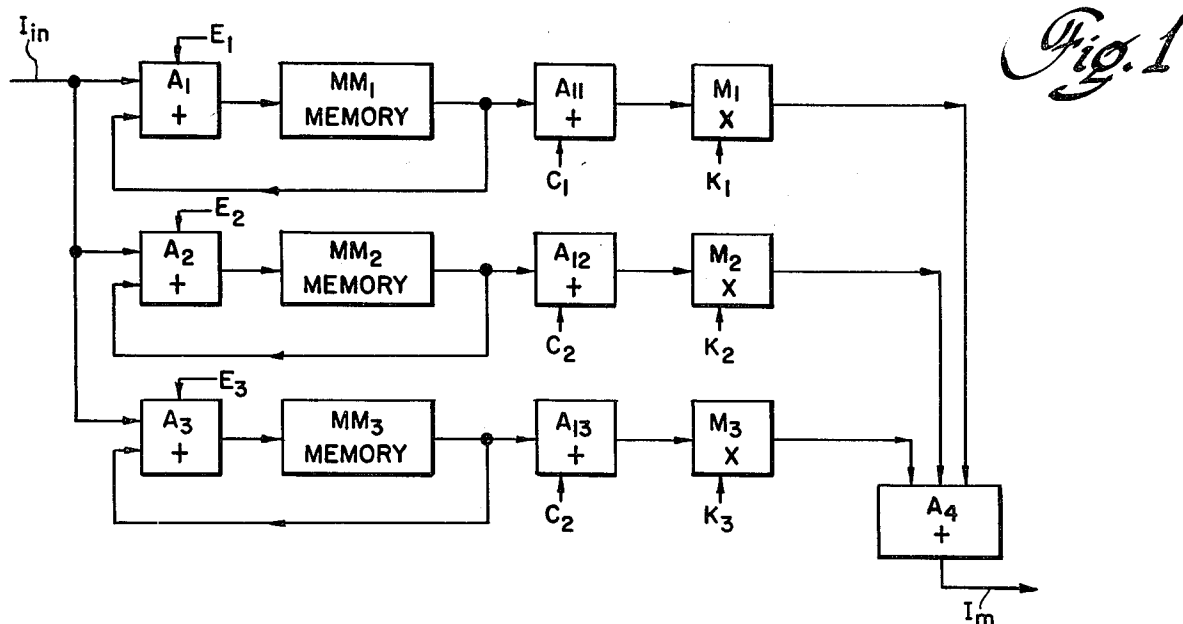 Fig. 1
I_in
E_1
A_1
+
MM_1
MEMORY
A_11
+
C_1
M_1
X
K_1
E_2
A_2
+
MM_2
MEMORY
A_12
+
C_2
M_2
X
K_2
E_3
A_3
+
MM_3
MEMORY
A_13
+
C_2
M_3
X
K_3
A_4
+
I_m